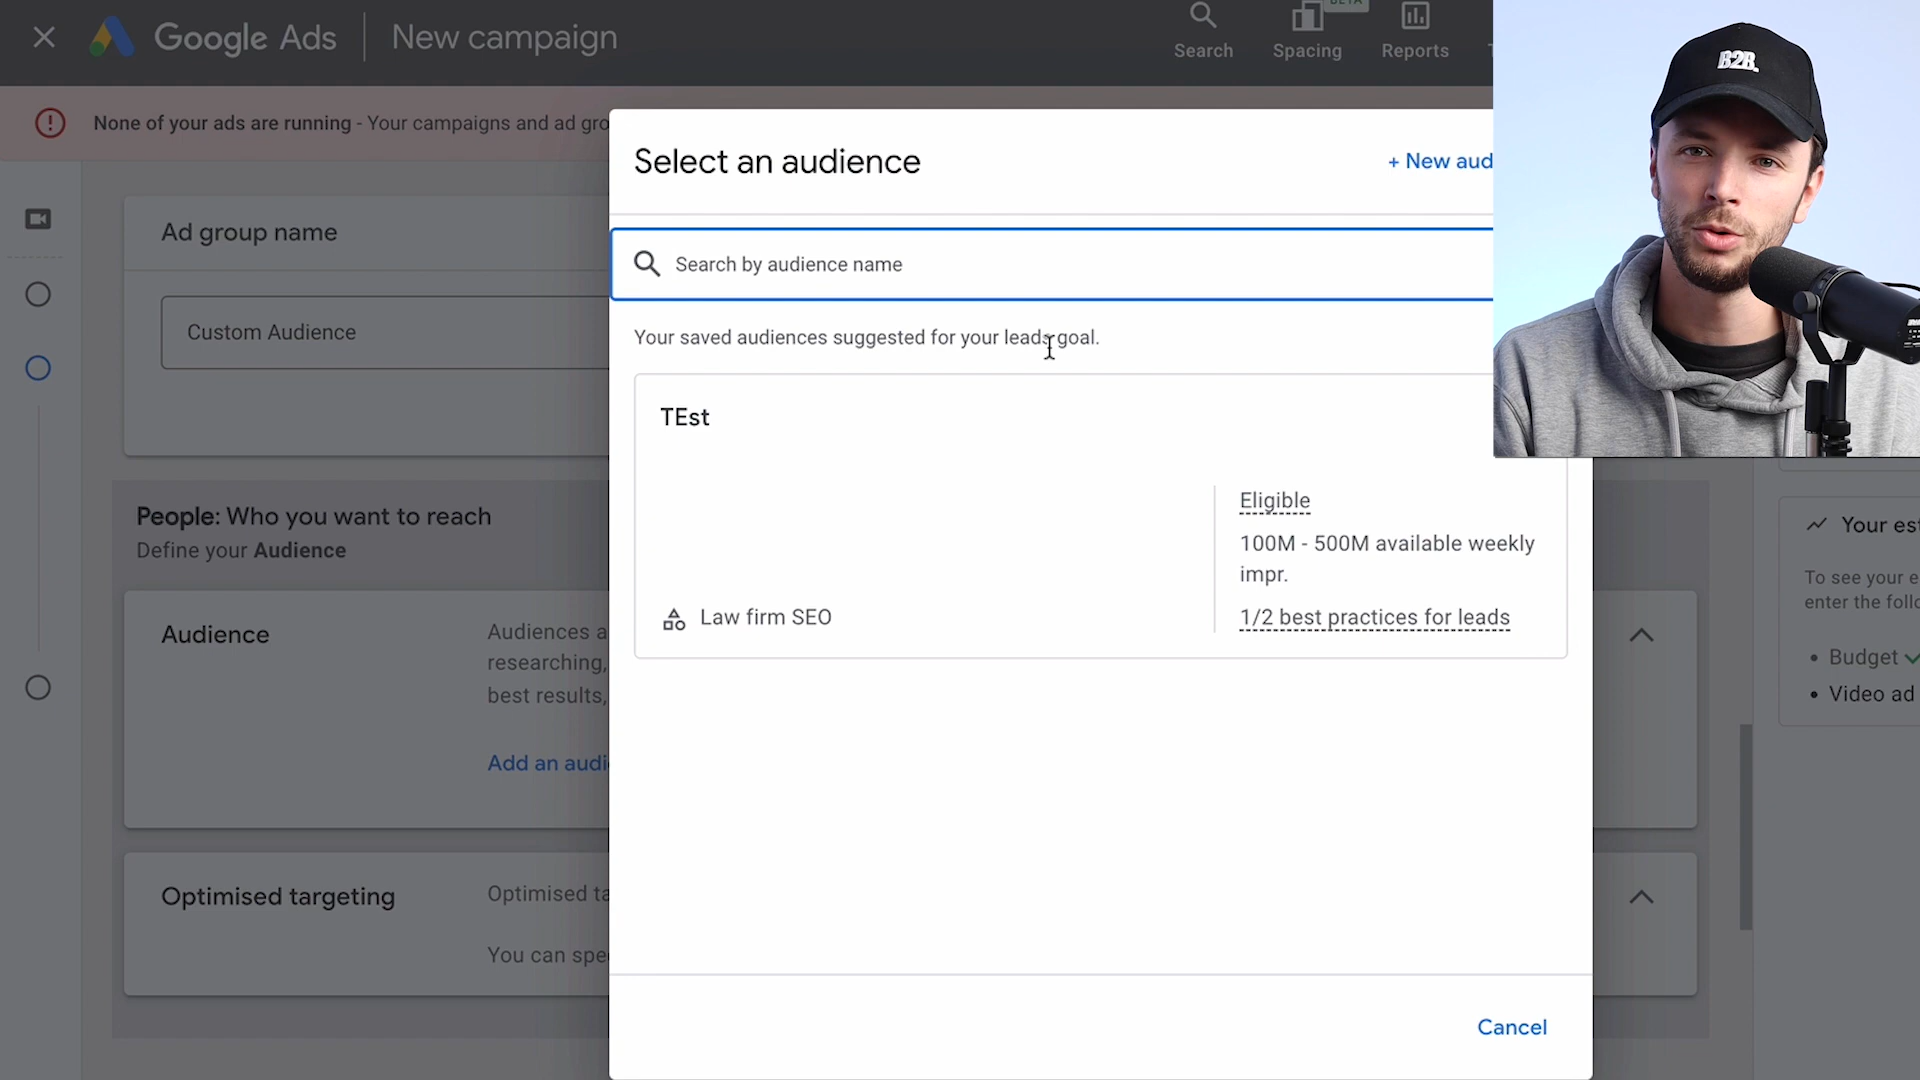 Google Ads
New campaign
Search
Spacing
BETA
Reports
None of your ads are running - Your campaigns and ad gro
Select an audience
+ New aud
Search by audience name
Your saved audiences suggested for your leads goal.
TEst
Eligible
100M - 500M available weekly
impr.
Law firm SEO
1/2 best practices for leads
Cancel
Ad group name
Custom Audience
People: Who you want to reach
Define your Audience
Audience
Audiences a
researching,
best results,
Add an audi
Optimised targeting
Optimised ta
You can spe
Your est
To see your e
enter the follo
• Budget
• Video ad
B2B.